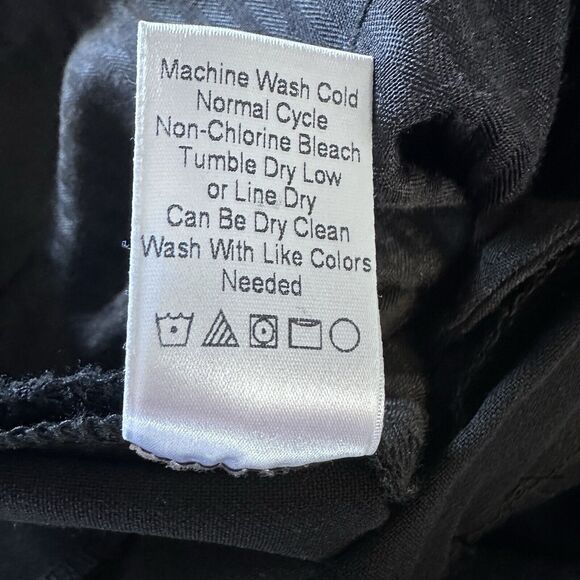 Machine Wash Cold
Normal Cycle
Non-Chlorine Bleach
Tumble Dry Low
or Line Dry
Can Be Dry Clean
Wash With Like Colors
Needed